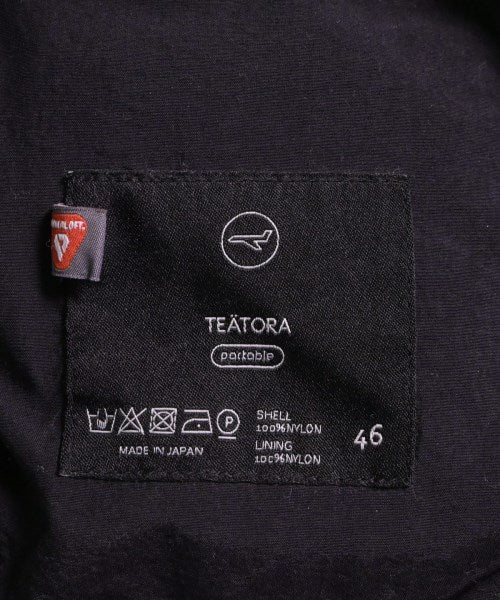 TEÄTORA
portable
SHELL
100%NYLON
LINING
100%NYLON
46
P
MADE IN JAPAN